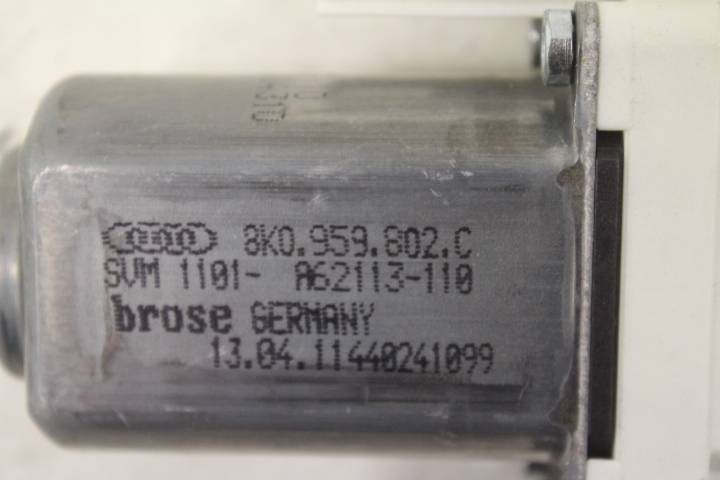 8K0.959.802.C
SVM 1101- A62113-110
brose GERMANY
13.04.11440241099